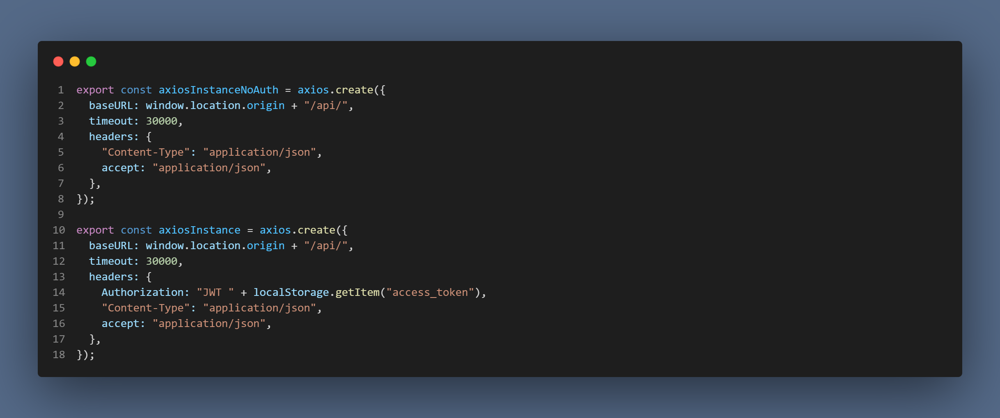 1 export const axiosInstanceNoAuth = axios.create({
2   baseURL: window.location.origin + "/api/",
3   timeout: 30000,
4   headers: {
5     "Content-Type": "application/json",
6     accept: "application/json",
7   },
8 });
9
10 export const axiosInstance = axios.create({
11   baseURL: window.location.origin + "/api/",
12   timeout: 30000,
13   headers: {
14     Authorization: "JWT " + localStorage.getItem("access_token"),
15     "Content-Type": "application/json",
16     accept: "application/json",
17   },
18 });